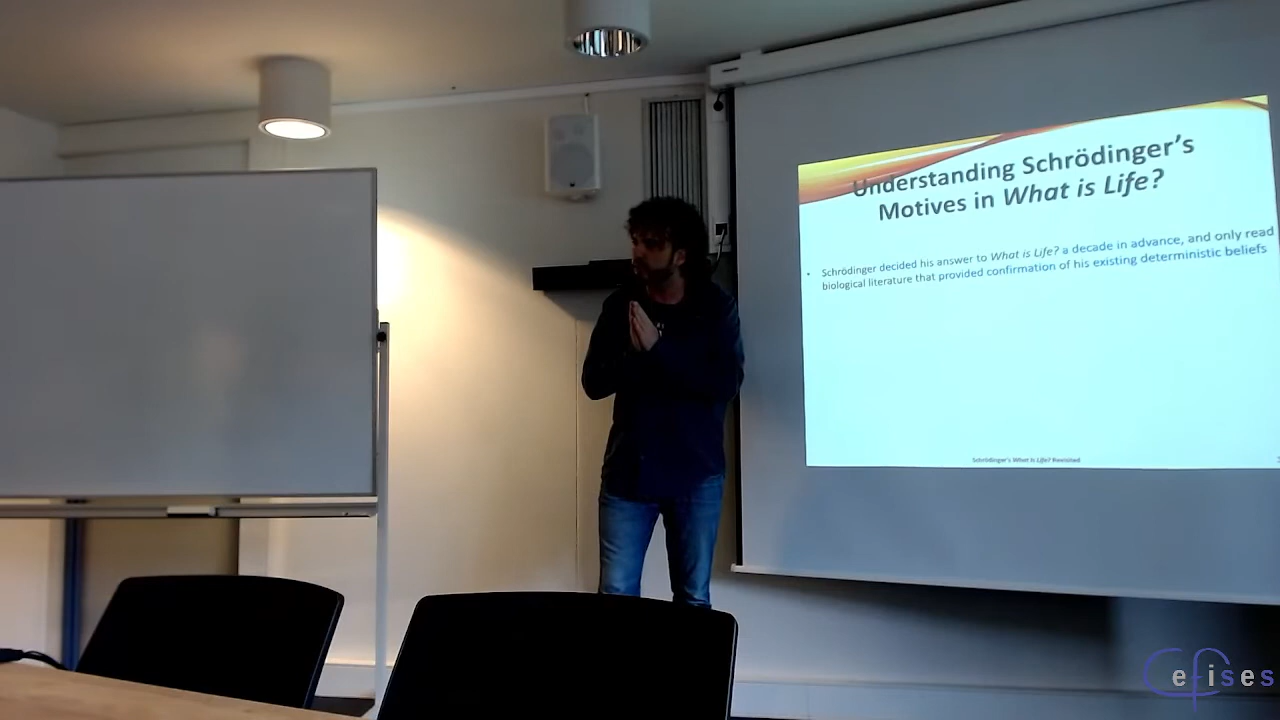 Understanding Schrödinger's
Motives in What is Life?
• Schrödinger decided his answer to What is Life? a decade in advance, and only read
biological literature that provided confirmation of his existing deterministic beliefs
Schrödinger's What Is Life? Revisited
Cefises